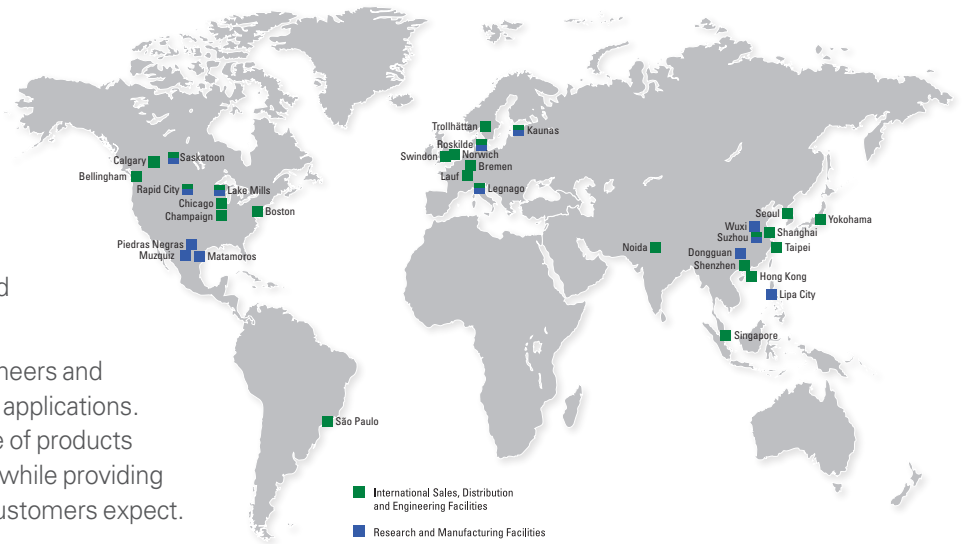 Trollhättan
Kaunas
Roskilde
Swindon
Norwich
Bremen
Lauf
Legnago
Calgary
Saskatoon
Bellingham
Rapid City
Lake Mills
Chicago
Champaign
Boston
Piedras Negras
Muzquiz
Matamoros
Seoul
Yokohama
Wuxi
Shanghai
Suzhou
Noida
Taipei
Dongguan
Shenzhen
Hong Kong
Lipa City
Singapore
São Paulo
d
neers and
applications.
e of products
while providing
ustomers expect.
International Sales, Distribution
and Engineering Facilities
Research and Manufacturing Facilities